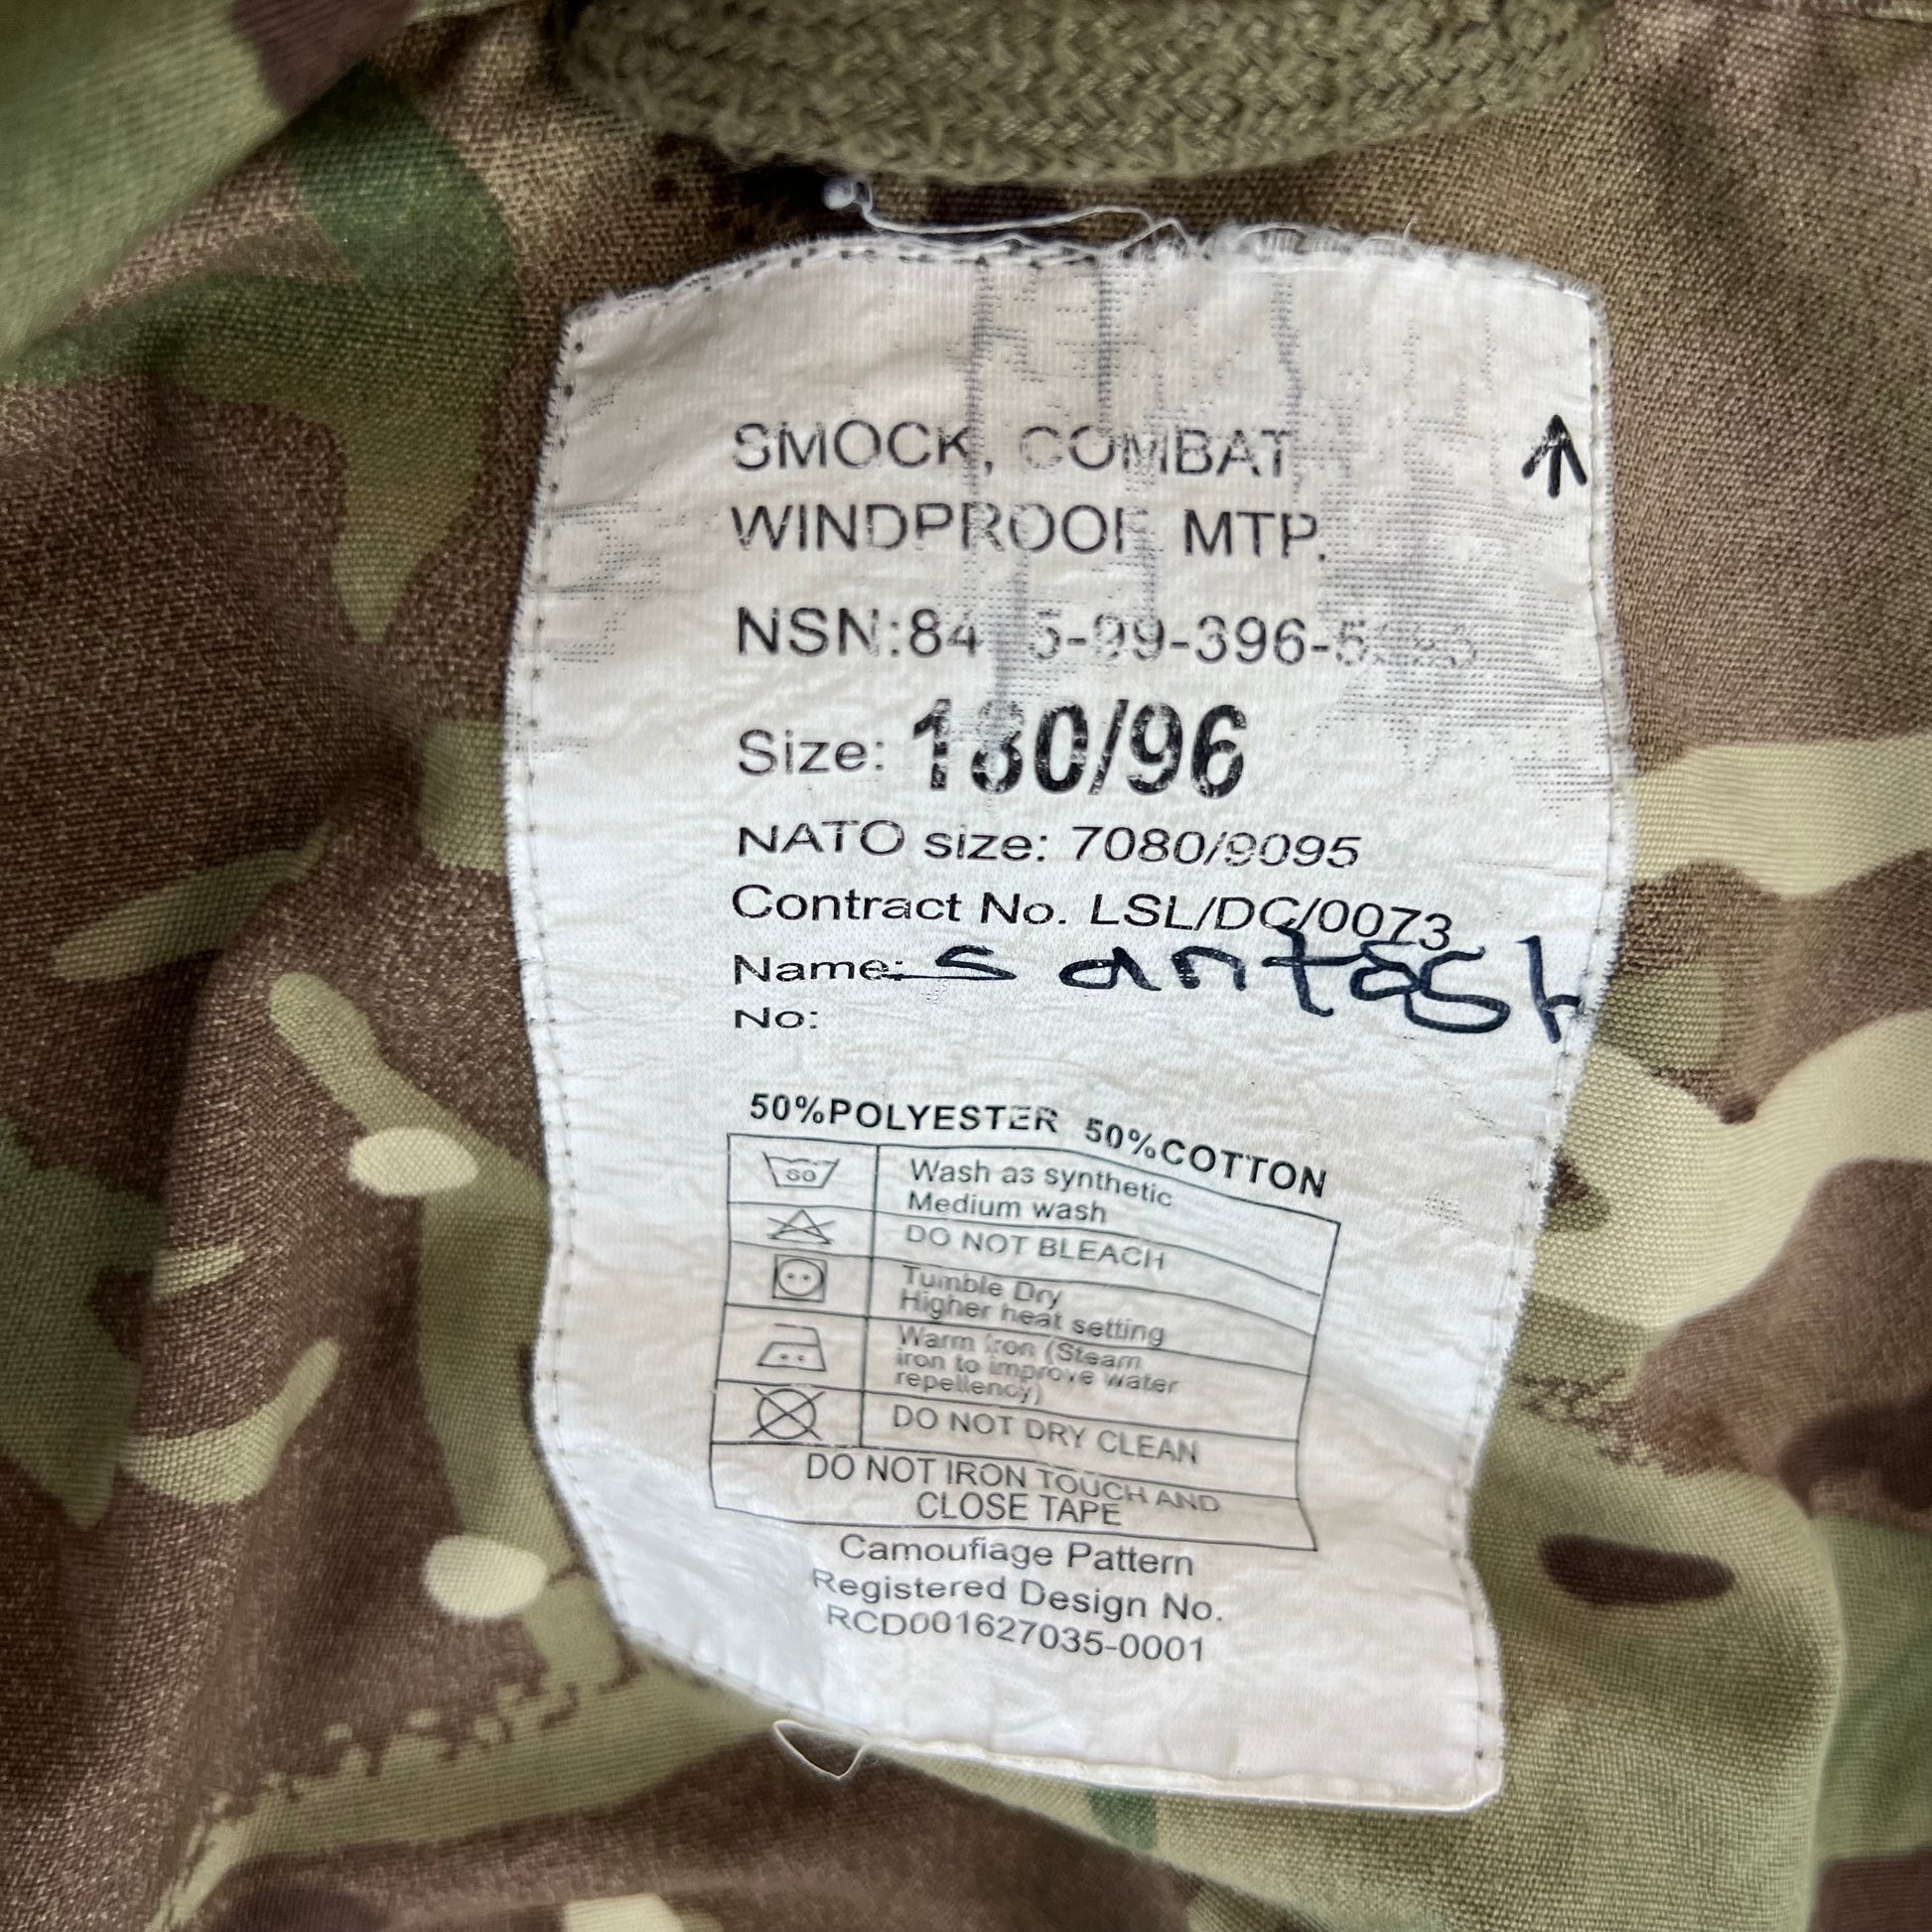 SMOCK, COMBAT,
WINDPROOF, MTP.
NSN:
Size: 180/96
NATO size: 7080/9095
Contract No. LSL/DC/0073
Name: santosh
No:
50%POLYESTER 50%COTTON
60
Wash as synthetic
Medium wash
DO NOT BLEACH
Tumble Dry
Higher heat setting
Warm iron (Steam
iron to improve water
repellency)
DO NOT DRY CLEAN
DO NOT IRON TOUCH AND
CLOSE TAPE
Camouflage Pattern
Registered Design No.
RCD001627035-0001